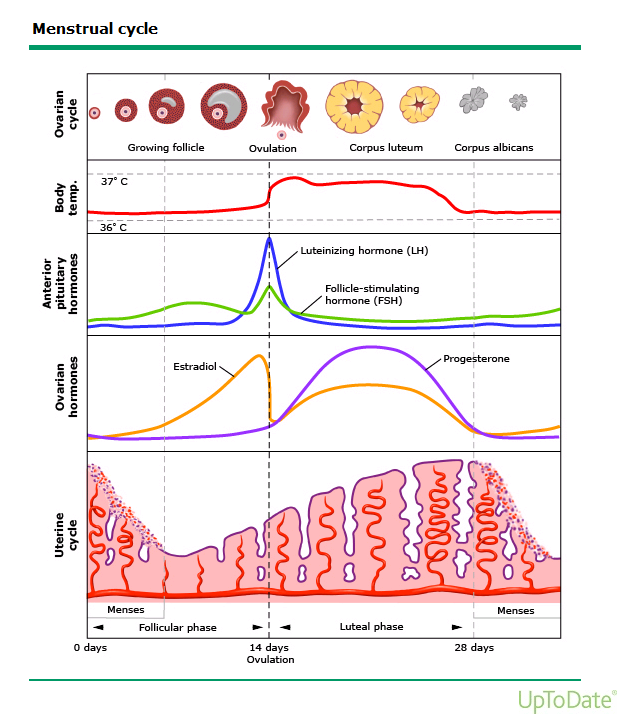 Menstrual cycle
Ovarian
cycle
Growing follicle
Ovulation
Corpus luteum
Corpus albicans
Body
temp.
37° C
36° C
Anterior
pituitary
hormones
Luteinizing hormone (LH)
Follicle-stimulating
hormone (FSH)
Ovarian
hormones
Estradiol
Progesterone
Uterine
cycle
Menses
Menses
Follicular phase
Luteal phase
0 days
14 days
Ovulation
28 days
UpToDate®